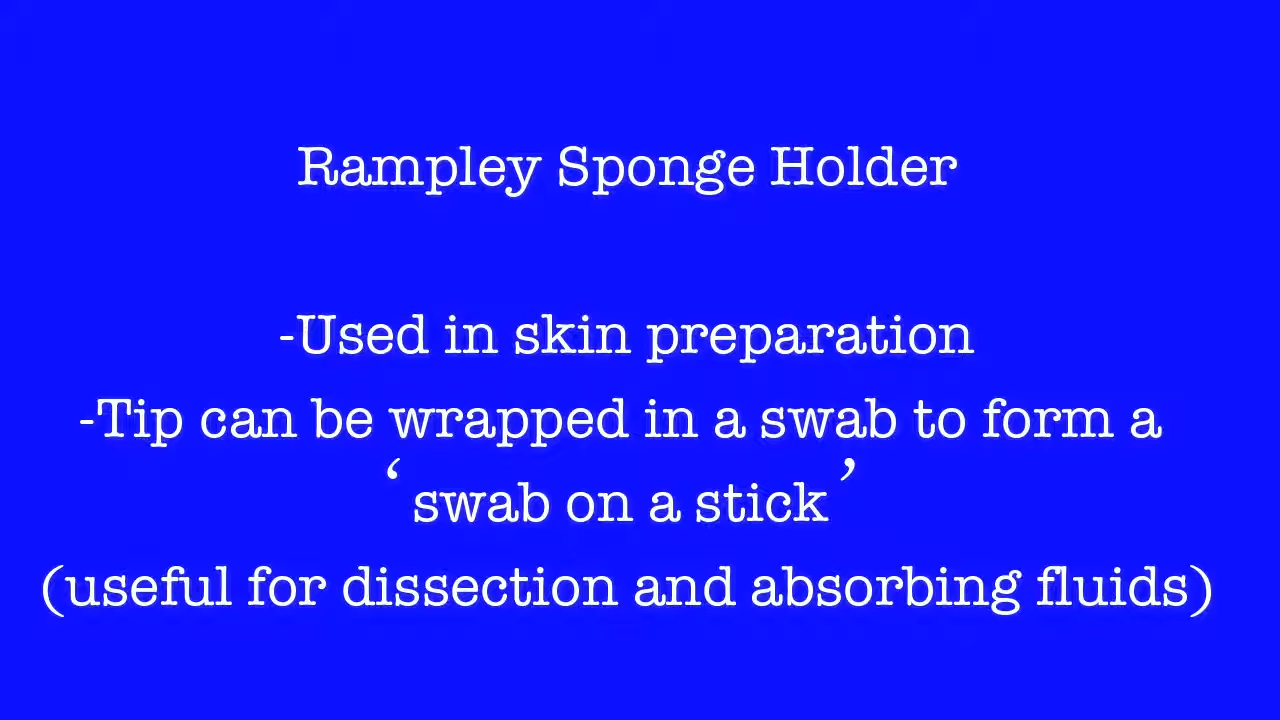 Rampley Sponge Holder
-Used in skin preparation
-Tip can be wrapped in a swab to form a
‘swab on a stick’
(useful for dissection and absorbing fluids)